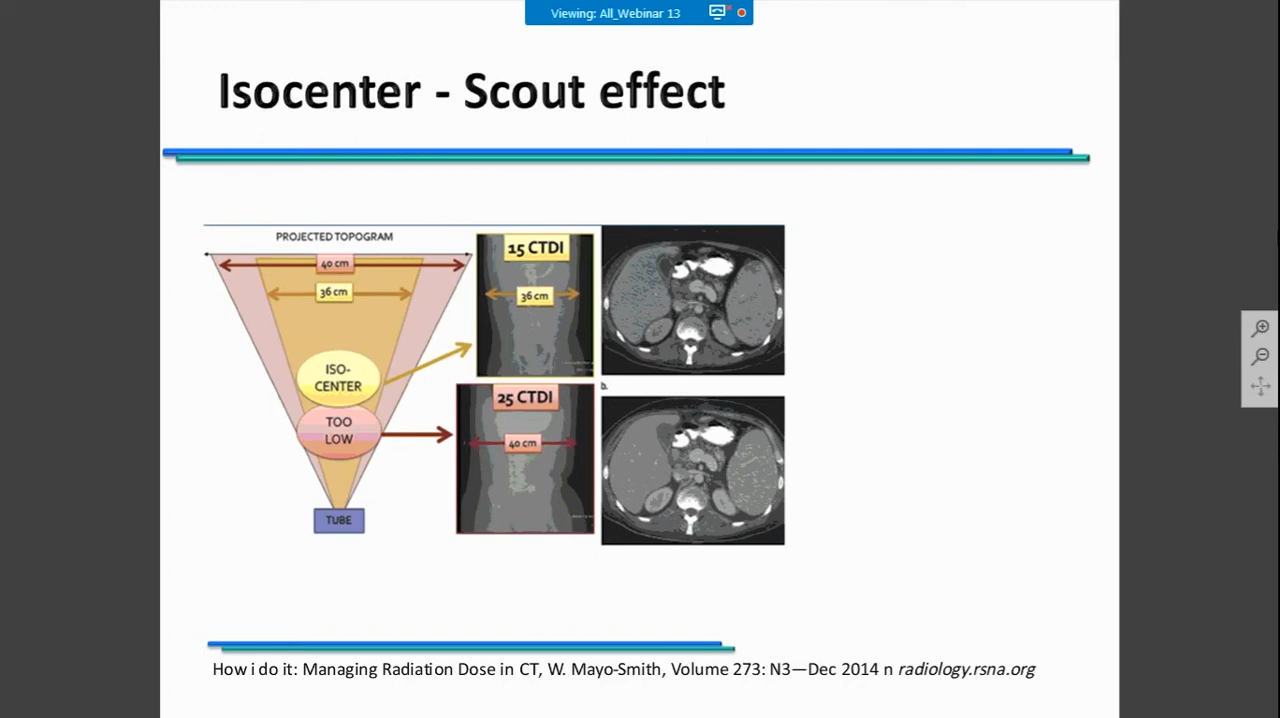 Viewing: All_Webinar 13
Isocenter - Scout effect
PROJECTED TOPOGRAM
40 cm
36 cm
ISO-
CENTER
TOO
LOW
TUBE
15 CTDI
36 cm
25 CTDI
40 cm
b.
How i do it: Managing Radiation Dose in CT, W. Mayo-Smith, Volume 273: N3—Dec 2014 n radiology.rsna.org